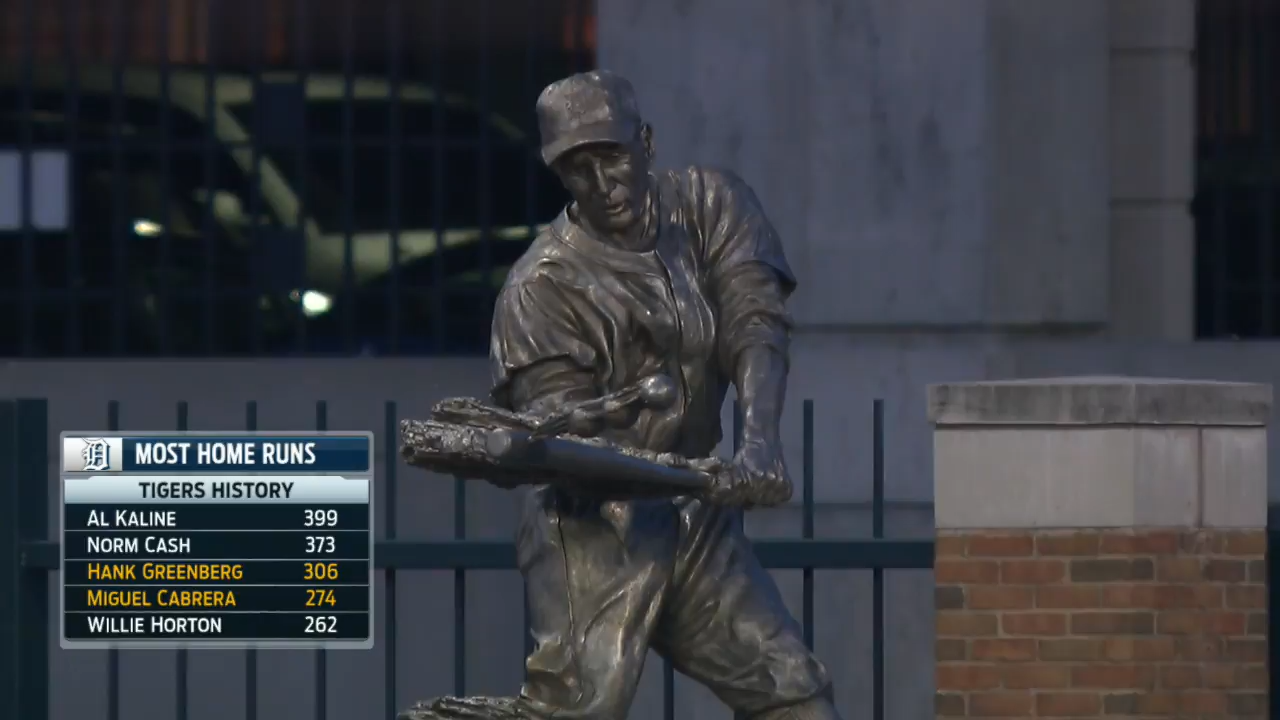 MOST HOME RUNS
TIGERS HISTORY
AL KALINE 399
NORM CASH 373
HANK GREENBERG 306
MIGUEL CABRERA 274
WILLIE HORTON 262